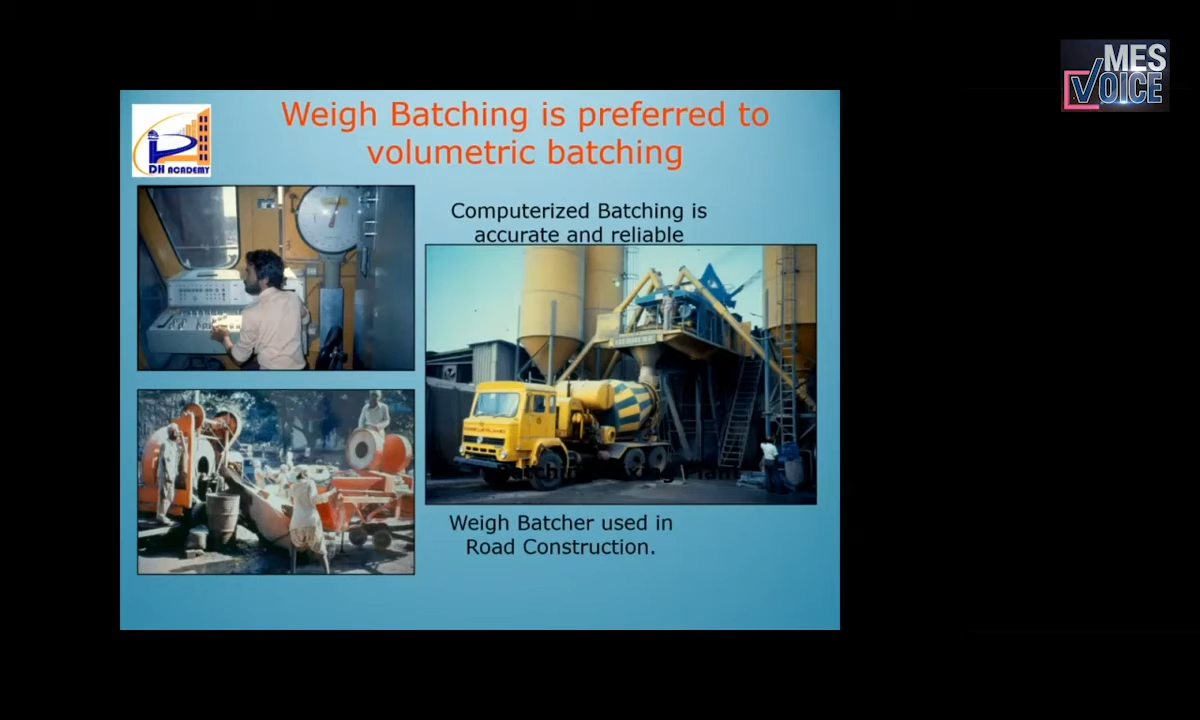 MES
VOICE
Weigh Batching is preferred to
volumetric batching
DH ACADEMY
Computerized Batching is
accurate and reliable
LIEBHERR
Weigh Batcher used in
Road Construction.